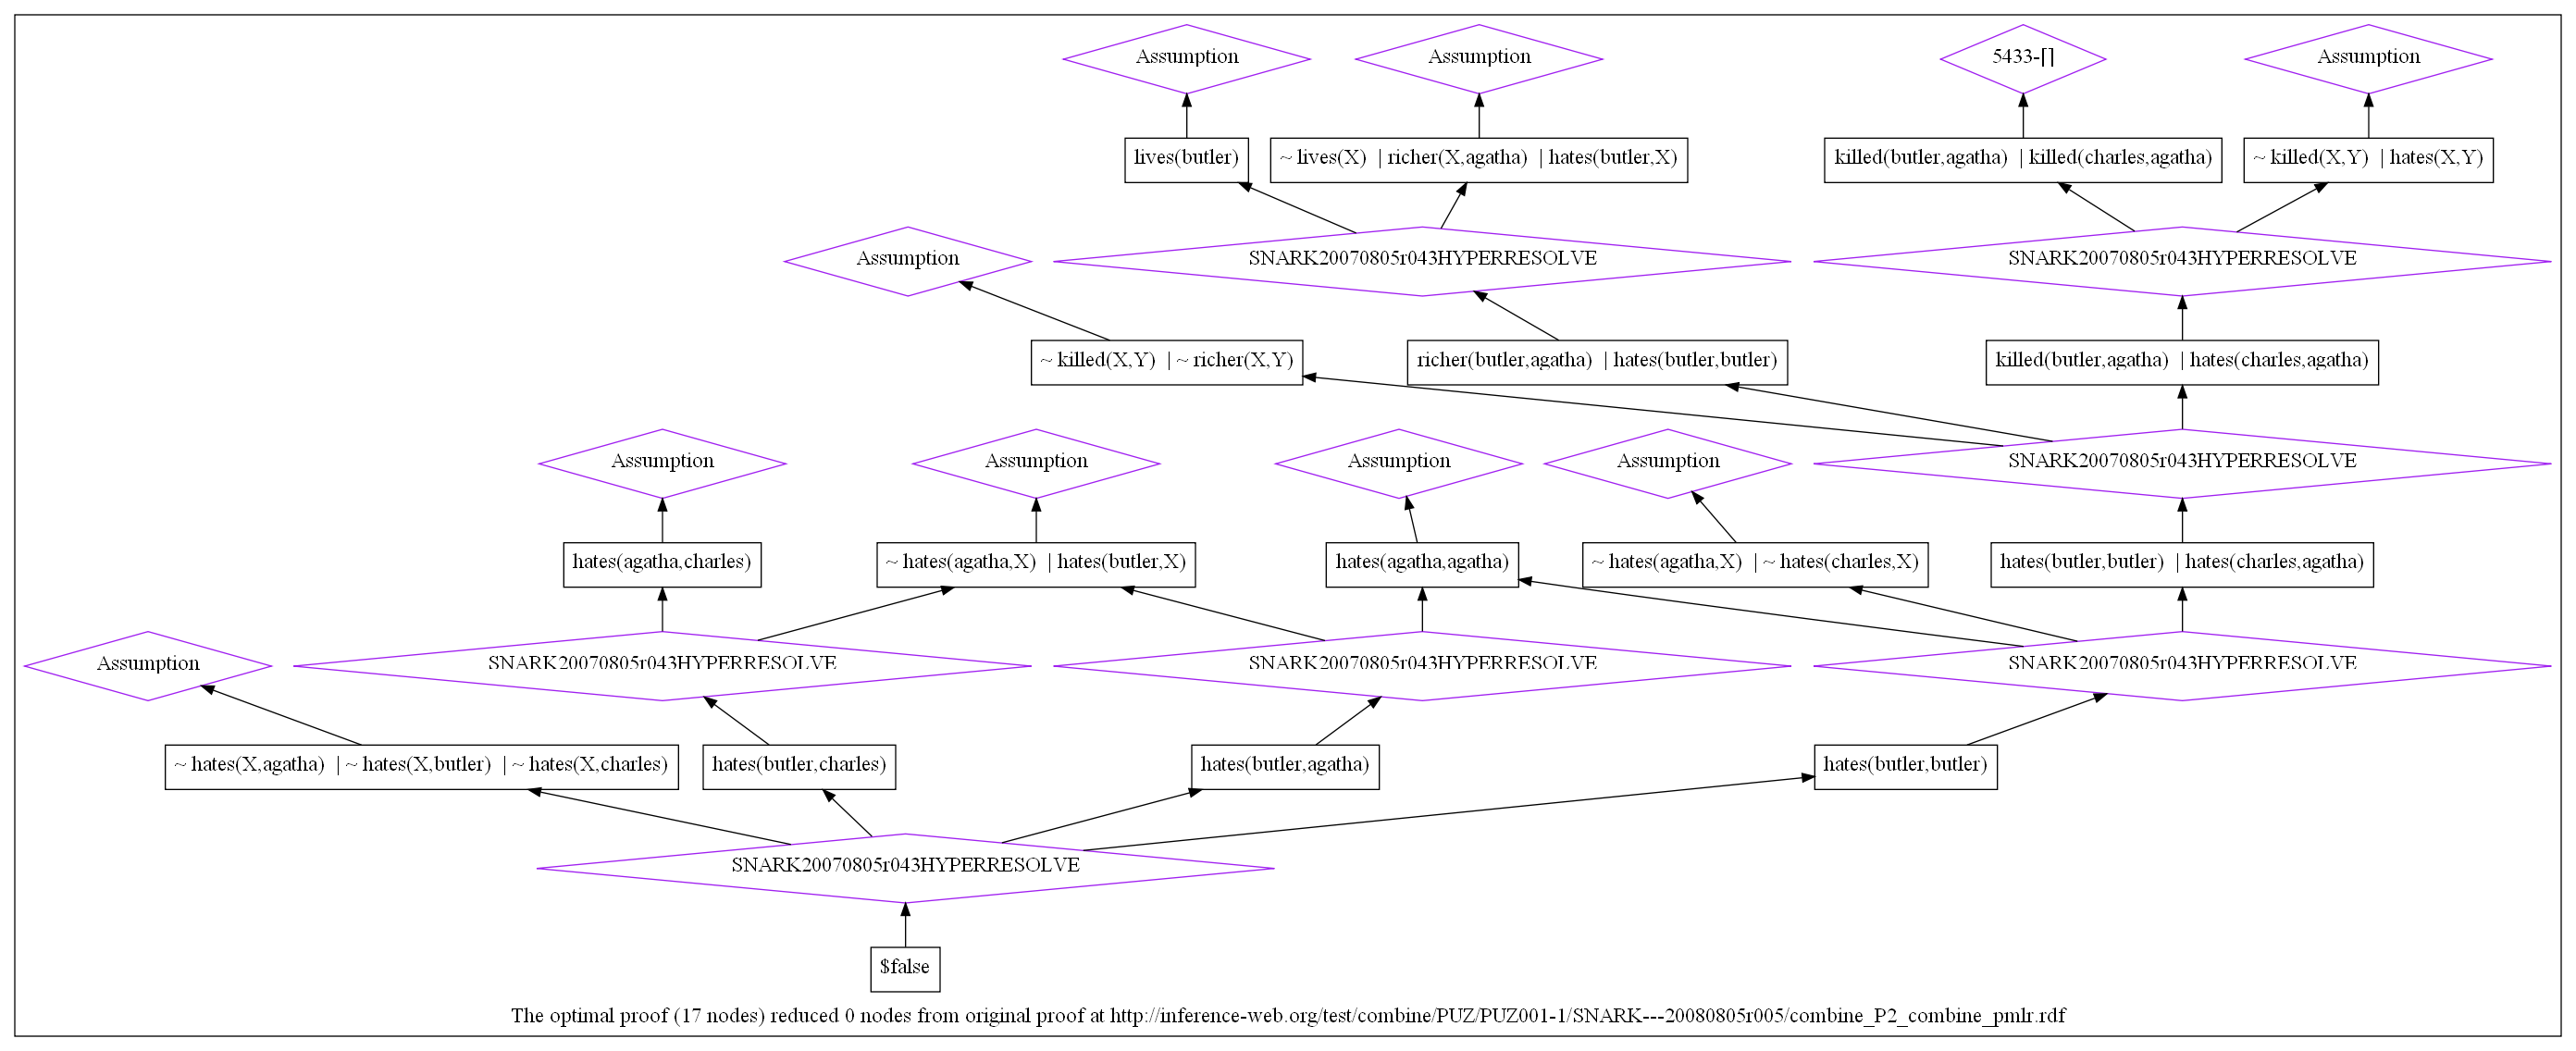 Assumption
Assumption
5433-[]
Assumption
lives(butler)
~ lives(X) | richer(X,agatha) | hates(butler,X)
killed(butler,agatha) | killed(charles,agatha)
~ killed(X,Y) | hates(X,Y)
Assumption
SNARK20070805r043HYPERRESOLVE
SNARK20070805r043HYPERRESOLVE
~ killed(X,Y) | ~ richer(X,Y)
richer(butler,agatha) | hates(butler,butler)
killed(butler,agatha) | hates(charles,agatha)
Assumption
Assumption
Assumption
Assumption
SNARK20070805r043HYPERRESOLVE
hates(agatha,charles)
~ hates(agatha,X) | hates(butler,X)
hates(agatha,agatha)
~ hates(agatha,X) | ~ hates(charles,X)
hates(butler,butler) | hates(charles,agatha)
Assumption
SNARK20070805r043HYPERRESOLVE
SNARK20070805r043HYPERRESOLVE
SNARK20070805r043HYPERRESOLVE
~ hates(X,agatha) | ~ hates(X,butler) | ~ hates(X,charles)
hates(butler,charles)
hates(butler,agatha)
hates(butler,butler)
SNARK20070805r043HYPERRESOLVE
$false
The optimal proof (17 nodes) reduced 0 nodes from original proof at http://inference-web.org/test/combine/PUZ/PUZ001-1/SNARK---20080805r005/combine_P2_combine_pmlr.rdf